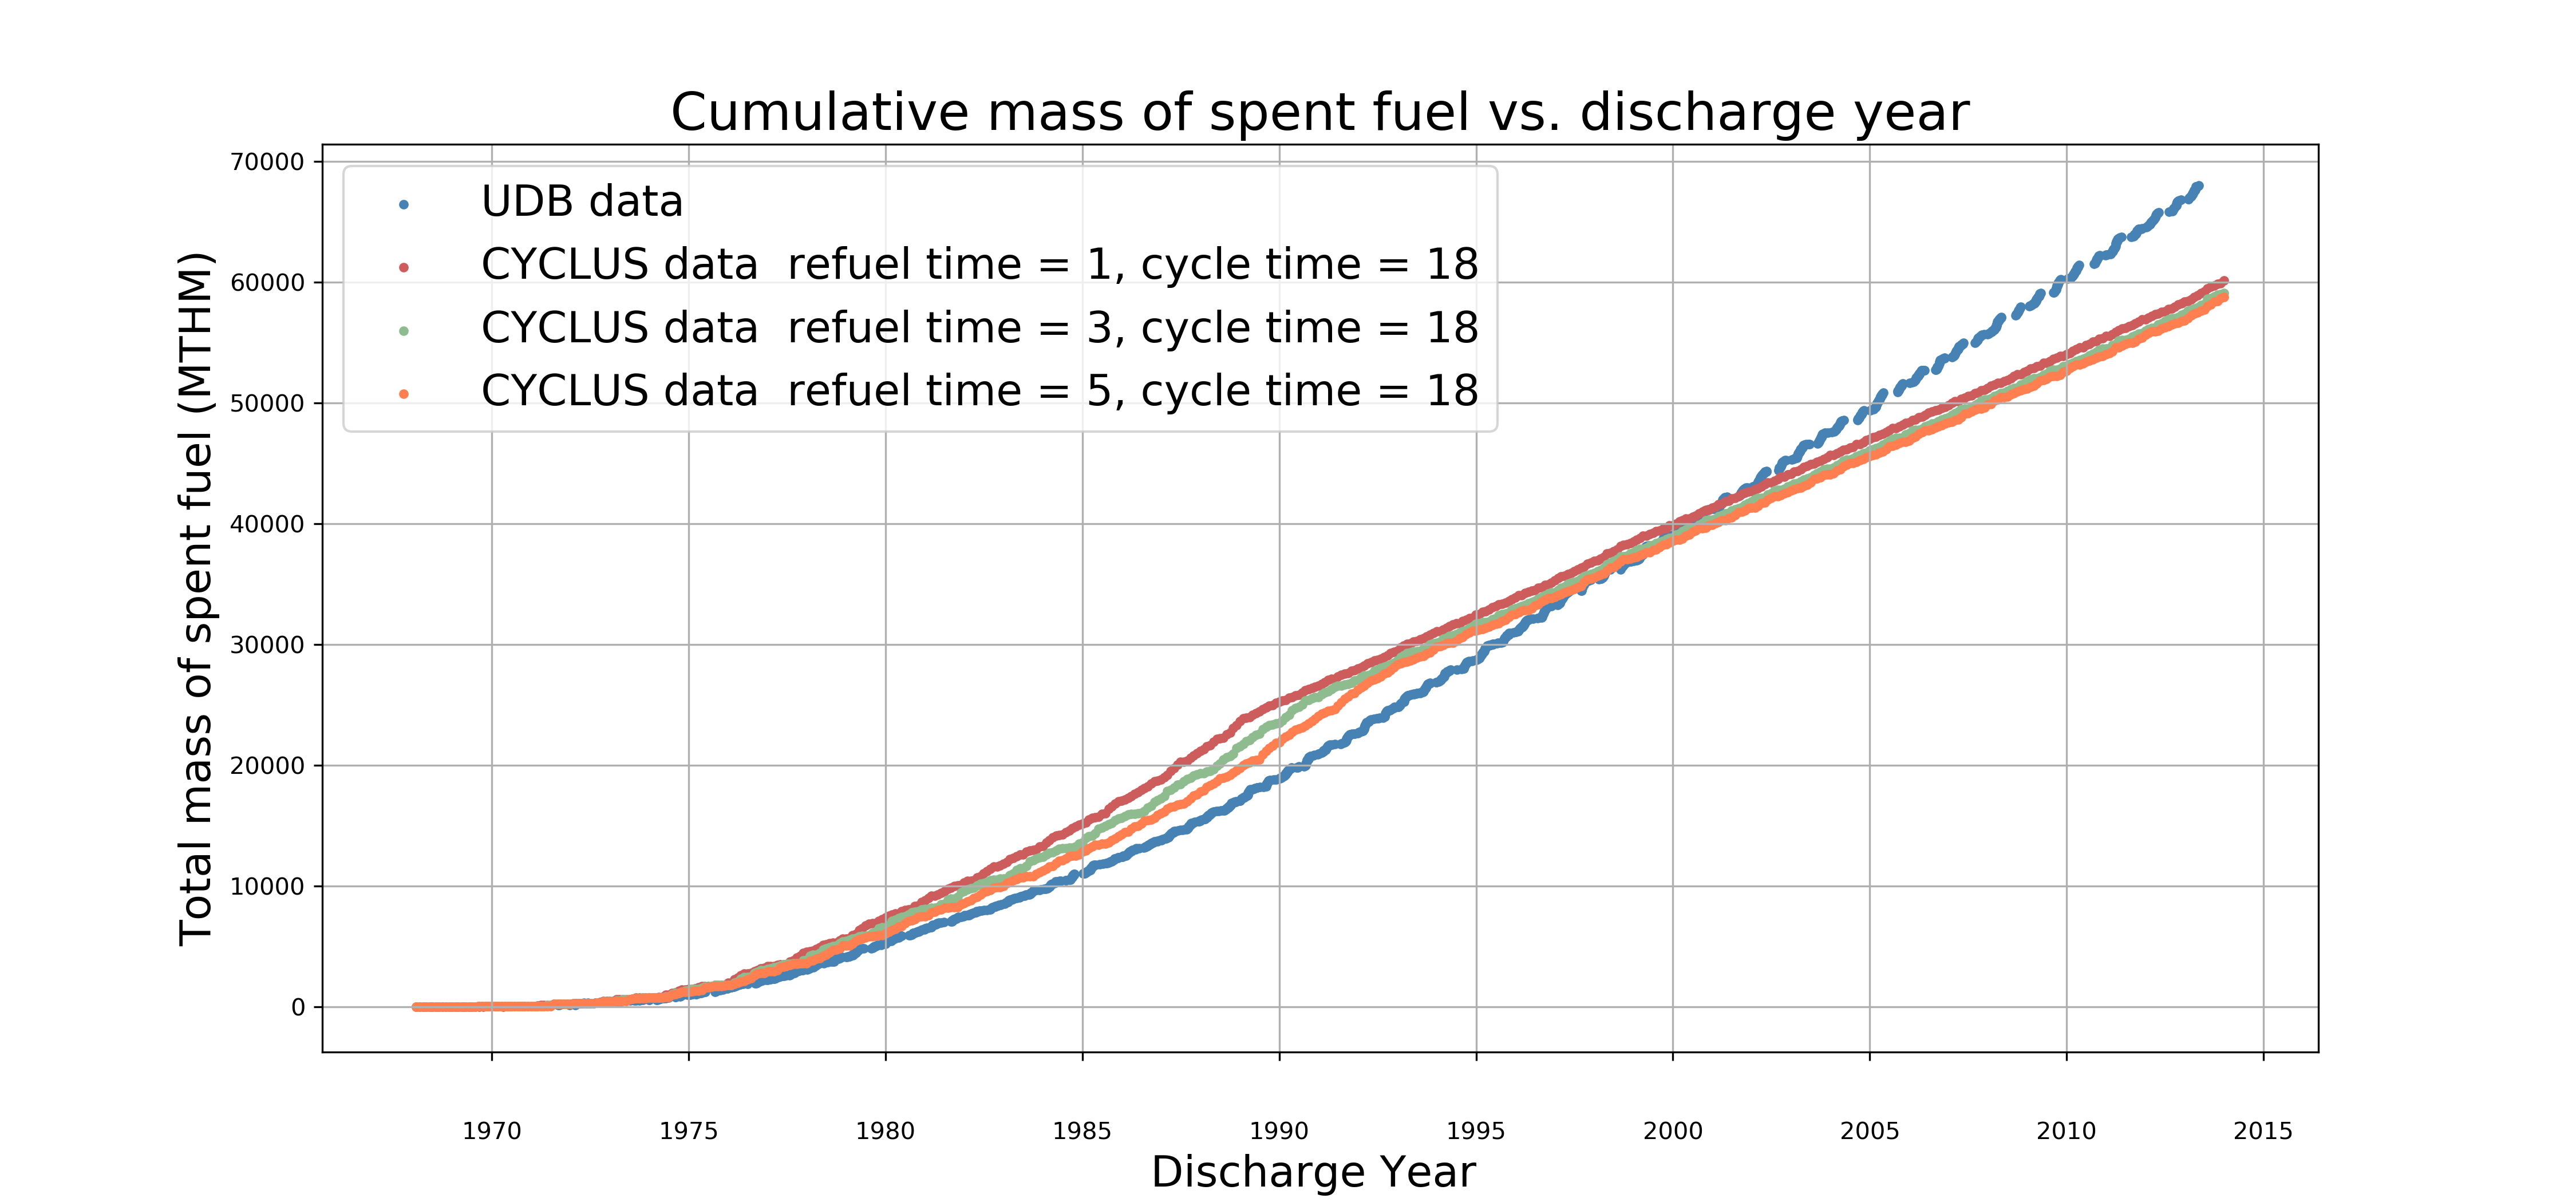 Cumulative mass of spent fuel vs. discharge year
70000
60000
50000
40000
30000
20000
10000
0
Total mass of spent fuel (MTHM)
UDB data
CYCLUS data  refuel time = 1, cycle time = 18
CYCLUS data  refuel time = 3, cycle time = 18
CYCLUS data  refuel time = 5, cycle time = 18
1970 1975 1980 1985 1990 1995 2000 2005 2010 2015
Discharge Year